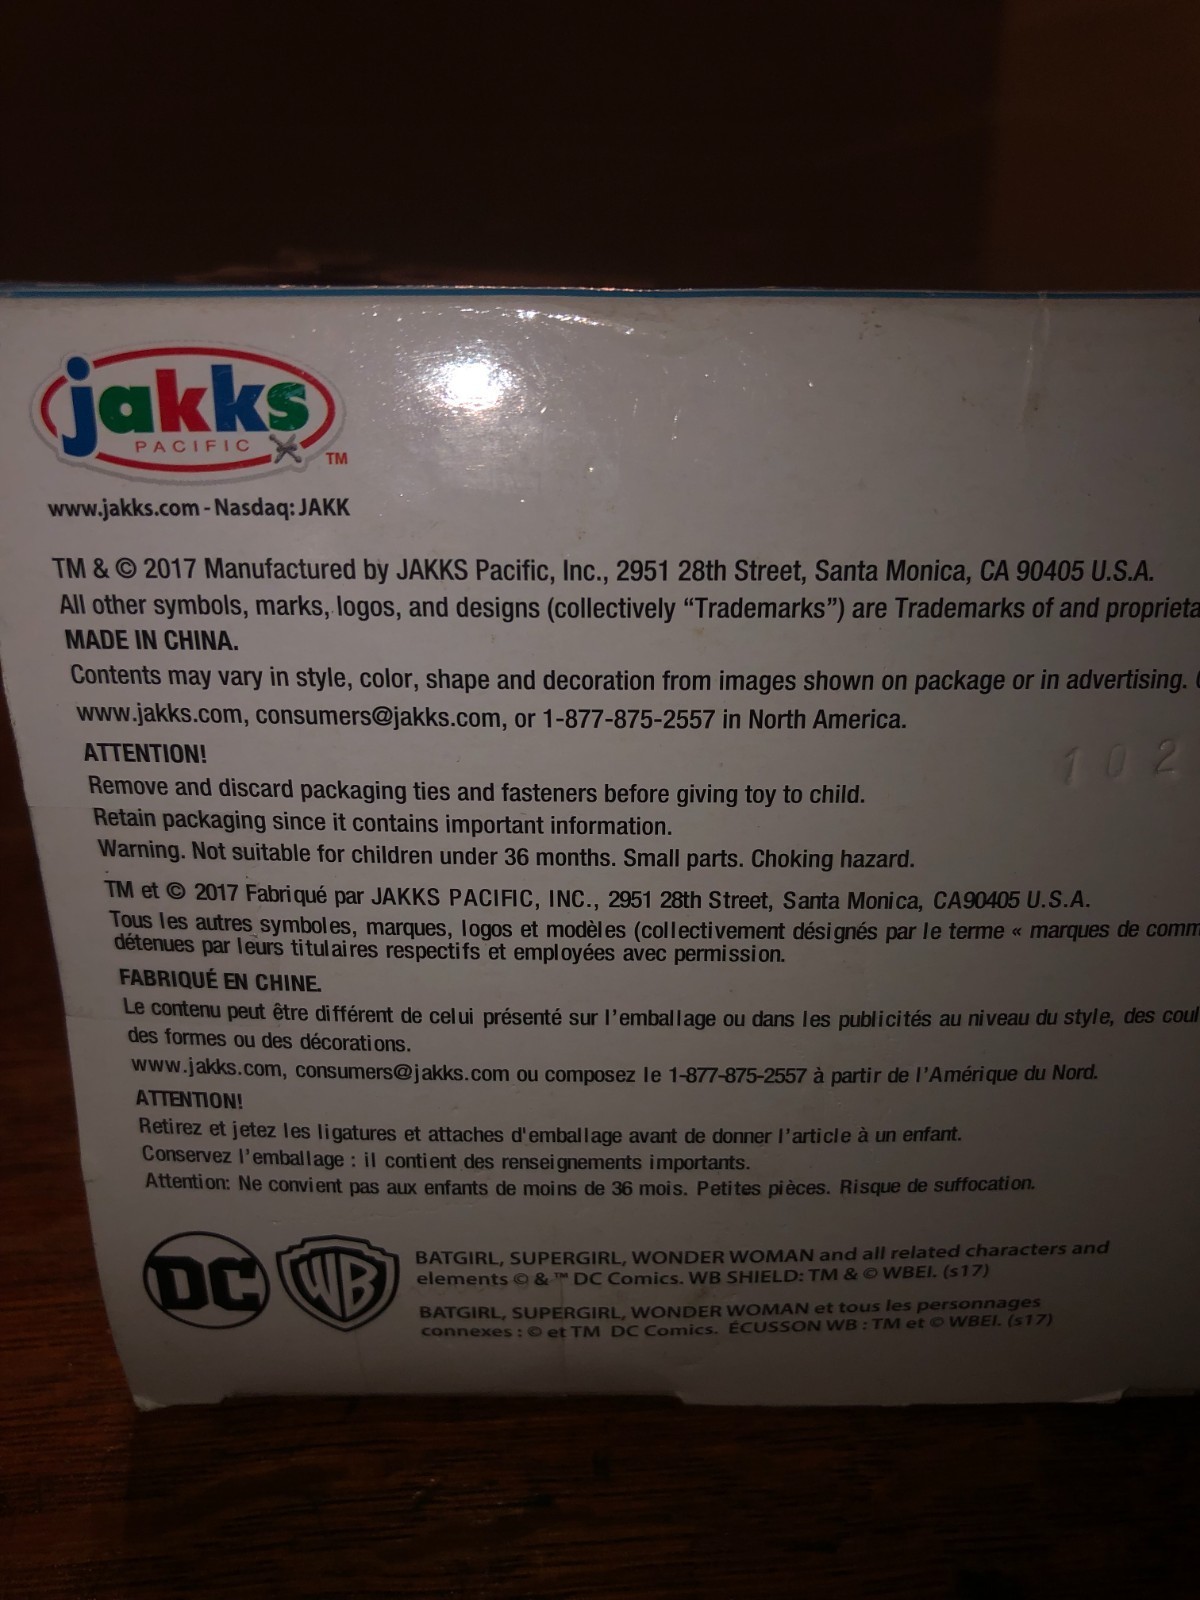 jakks
PACIFIC
TM
www.jakks.com - Nasdaq: JAKK
TM & © 2017 Manufactured by JAKKS Pacific, Inc., 2951 28th Street, Santa Monica, CA 90405 U.S.A.
All other symbols, marks, logos, and designs (collectively “Trademarks”) are Trademarks of and
MADE IN CHINA.
Contents may vary in style, color, shape and decoration from images shown on package or in advertising.
www.jakks.com, consumers@jakks.com, or 1-877-875-2557 in North America.
102
ATTENTION!
Remove and discard packaging ties and fasteners before giving toy to child.
Retain packaging since it contains important information.
Warning. Not suitable for children under 36 months. Small parts. Choking hazard.
TM et © 2017 Fabriqué par JAKKS PACIFIC, INC., 2951 28th Street, Santa Monica, CA90405 U.S.A.
Tous les autres symboles, marques, logos et modèles (collectivement désignés par le terme « marques de
détenues par leurs titulaires respectifs et employées avec permission.
FABRIQUÉ EN CHINE.
Le contenu peut être différent de celui présenté sur l'emballage ou dans les publicités au niveau du style, des
des formes ou des décorations.
www.jakks.com, consumers@jakks.com ou composez le 1-877-875-2557 à partir de l'Amérique du Nord.
ATTENTION!
Retirez et jetez les ligatures et attaches d'emballage avant de donner l'article à un enfant.
Conservez l'emballage : il contient des renseignements importants.
Attention: Ne convient pas aux enfants de moins de 36 mois. Petites pièces. Risque de suffocation.
DC
WB
BATGIRL, SUPERGIRL, WONDER WOMAN and all related characters and
elements © & ™ DC Comics. WB SHIELD: TM & © WBEI. (s17)
BATGIRL, SUPERGIRL, WONDER WOMAN et tous les personnages
connexes : © et TM DC Comics. ÉCUSSON WB : TM et © WBEI. (s17)